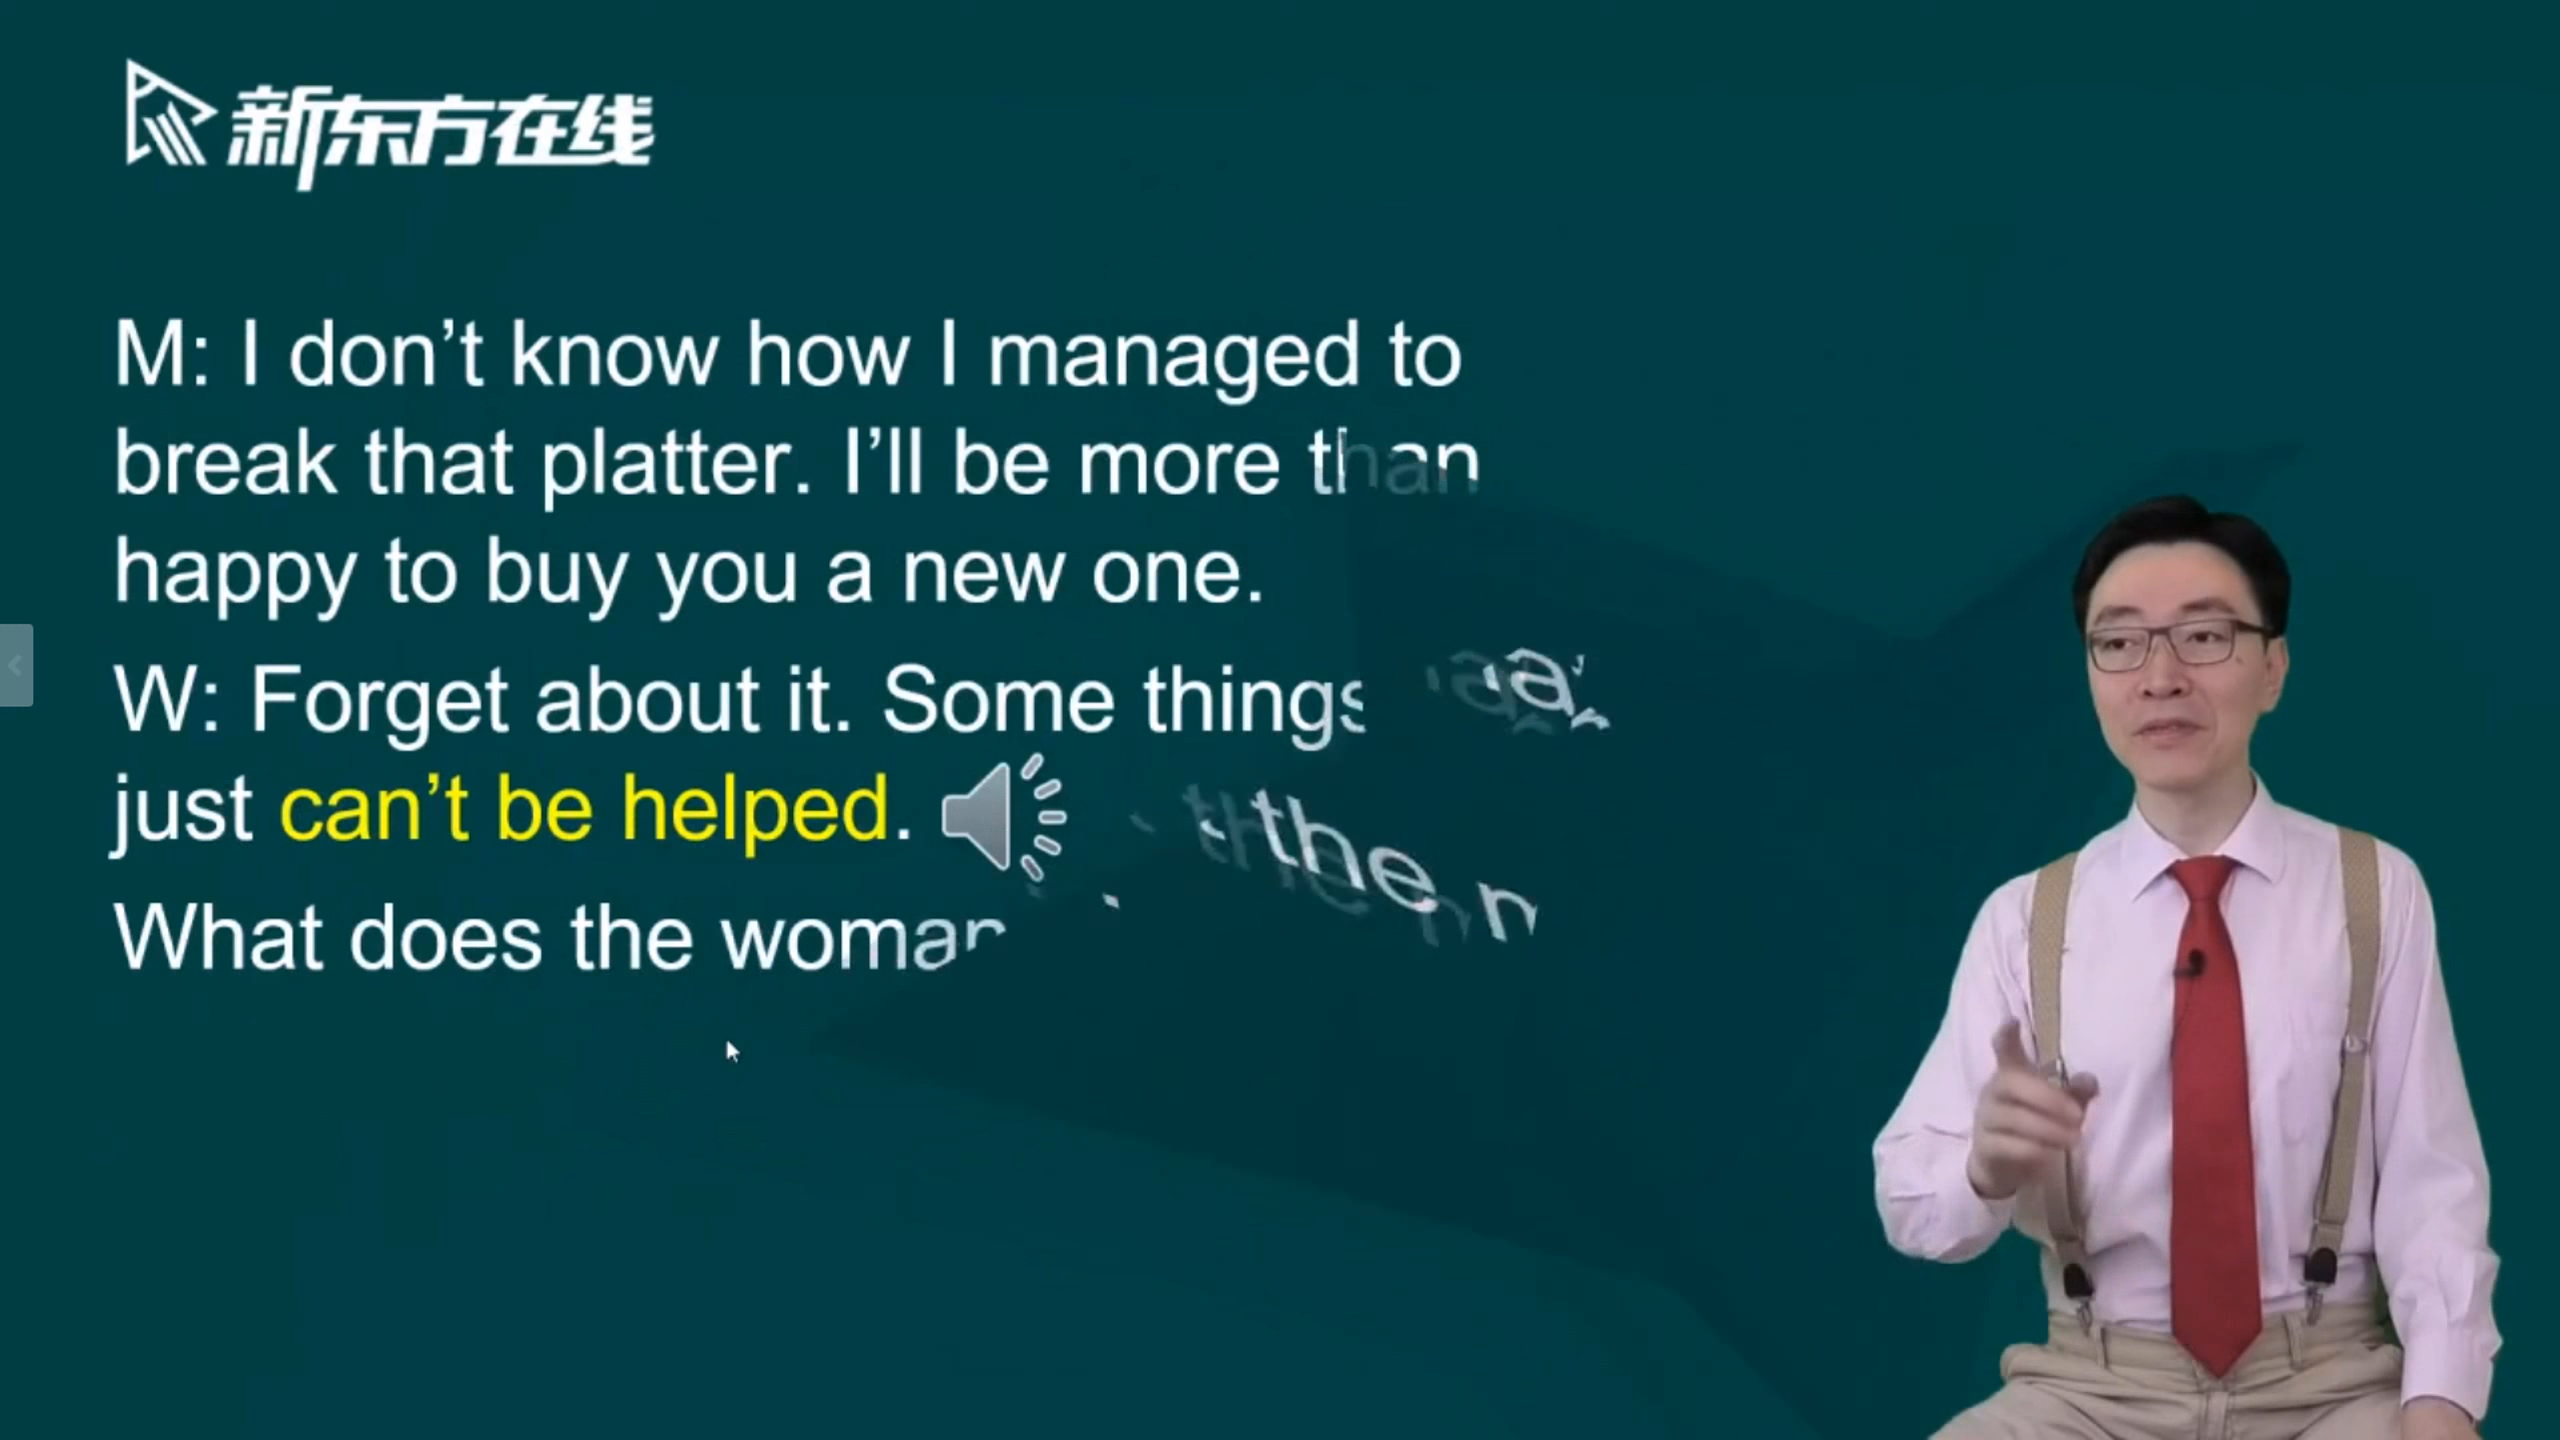 新东方在线
M: I don’t know how I managed to
break that platter. I’ll be more than
happy to buy you a new one.
W: Forget about it. Some things
just can’t be helped.
What does the woman
the